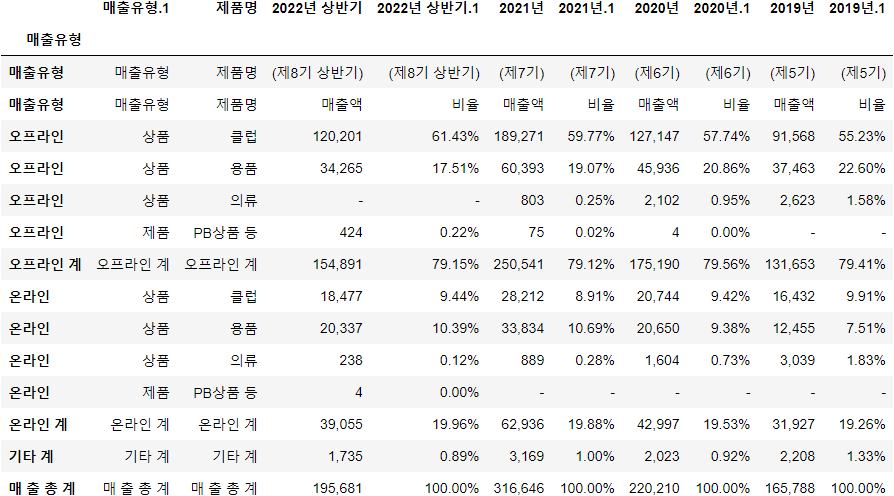 매출유형.1 제품명 2022년 상반기 2022년 상반기.1 2021년 2021년.1 2020년 2020년.1 2019년 2019년.1
매출유형
매출유형 매출유형 제품명 (제8기 상반기) (제8기 상반기) (제7기) (제7기) (제6기) (제6기) (제5기) (제5기)
매출유형 매출유형 제품명 매출액 비율 매출액 비율 매출액 비율 매출액 비율
오프라인 상품 클럽 120,201 61.43% 189,271 59.77% 127,147 57.74% 91,568 55.23%
오프라인 상품 용품 34,265 17.51% 60,393 19.07% 45,936 20.86% 37,463 22.60%
오프라인 상품 의류 - - 803 0.25% 2,102 0.95% 2,623 1.58%
오프라인 제품 PB상품 등 424 0.22% 75 0.02% 4 0.00% - -
오프라인 계 오프라인 계 오프라인 계 154,891 79.15% 250,541 79.12% 175,190 79.56% 131,653 79.41%
온라인 상품 클럽 18,477 9.44% 28,212 8.91% 20,744 9.42% 16,432 9.91%
온라인 상품 용품 20,337 10.39% 33,834 10.69% 20,650 9.38% 12,455 7.51%
온라인 상품 의류 238 0.12% 889 0.28% 1,604 0.73% 3,039 1.83%
온라인 제품 PB상품 등 4 0.00% - - - - - -
온라인 계 온라인 계 온라인 계 39,055 19.96% 62,936 19.88% 42,997 19.53% 31,927 19.26%
기타 계 기타 계 기타 계 1,735 0.89% 3,169 1.00% 2,023 0.92% 2,208 1.33%
매 출 총 계 매 출 총 계 매 출 총 계 195,681 100.00% 316,646 100.00% 220,210 100.00% 165,788 100.00%